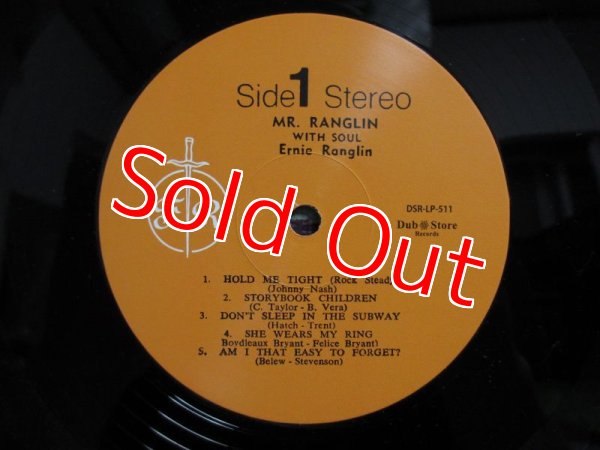 Side 1 Stereo
MR. RANGLIN
WITH SOUL
Ernie Ranglin
Sold Out
DSR-LP-511
Dub Store
Records
1. HOLD ME TIGHT (Rock Stead
(Johnny Nash)
2. STORYBOOK CHILDREN
(C. Taylor - B. Vera)
3. DON'T SLEEP IN THE SUBWAY
(Hatch - Trent)
4. SHE WEARS MY RING
Boydleaux Bryant - Felice Bryant)
5. AM I THAT EASY TO FORGET?
(Belew - Stevenson)